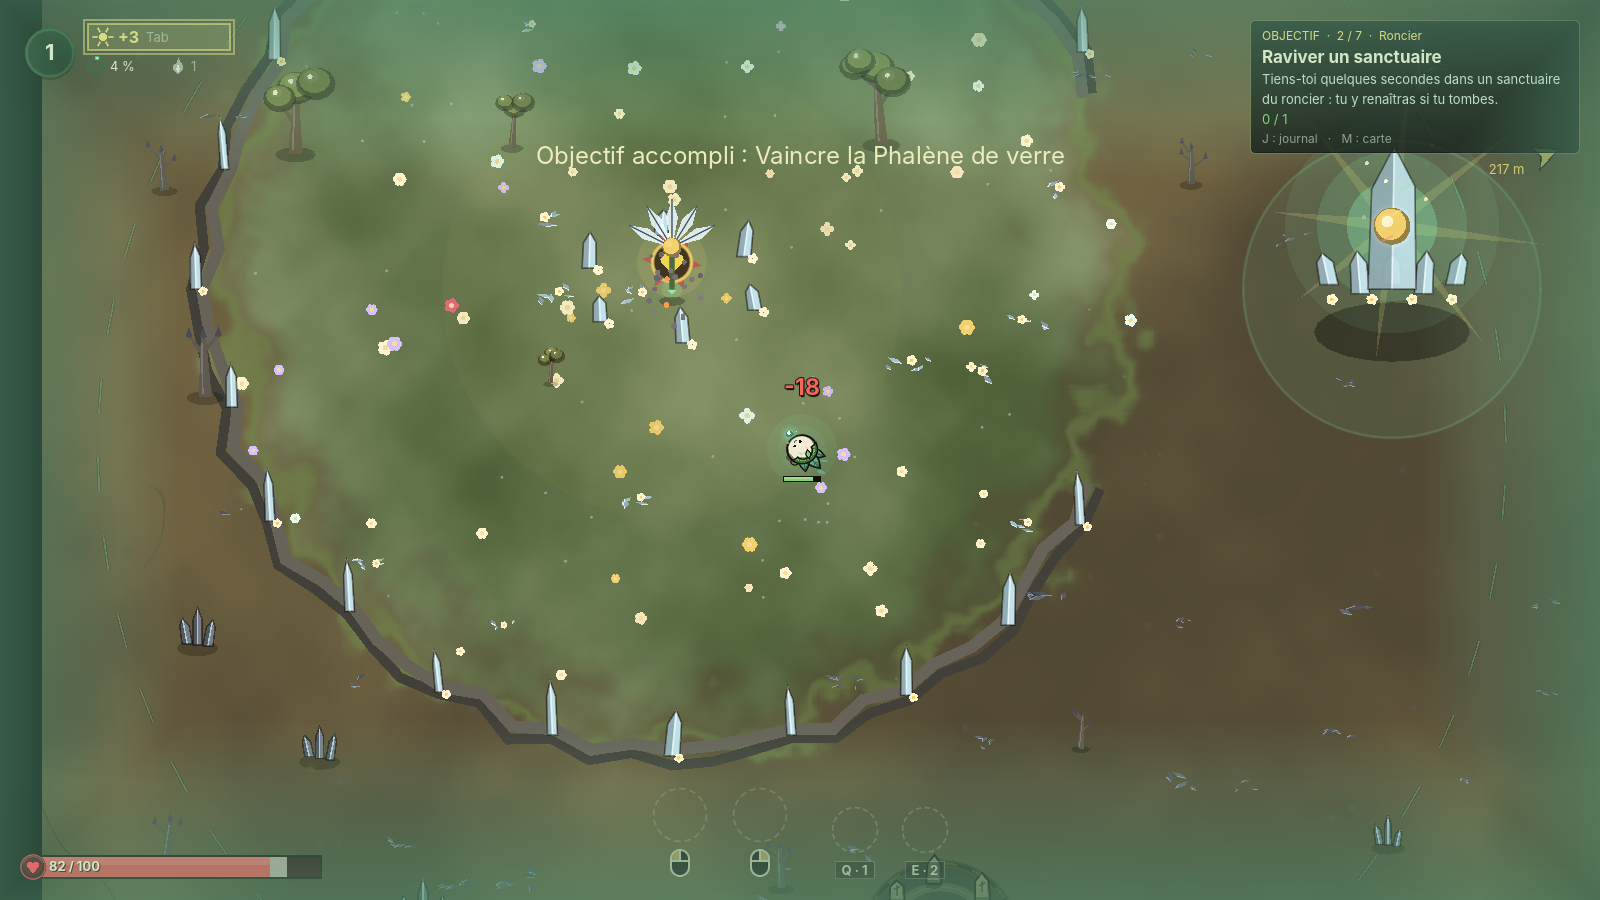 1
+3 Tab
4 %
1
OBJECTIF · 2 / 7 · Roncier
Raviver un sanctuaire
Tiens-toi quelques secondes dans un sanctuaire
du roncier : tu y renaîtras si tu tombes.
0 / 1
J : journal · M : carte
217 m
Objectif accompli : Vaincre la Phalène de verre
-18
82 / 100
Q · 1
E · 2